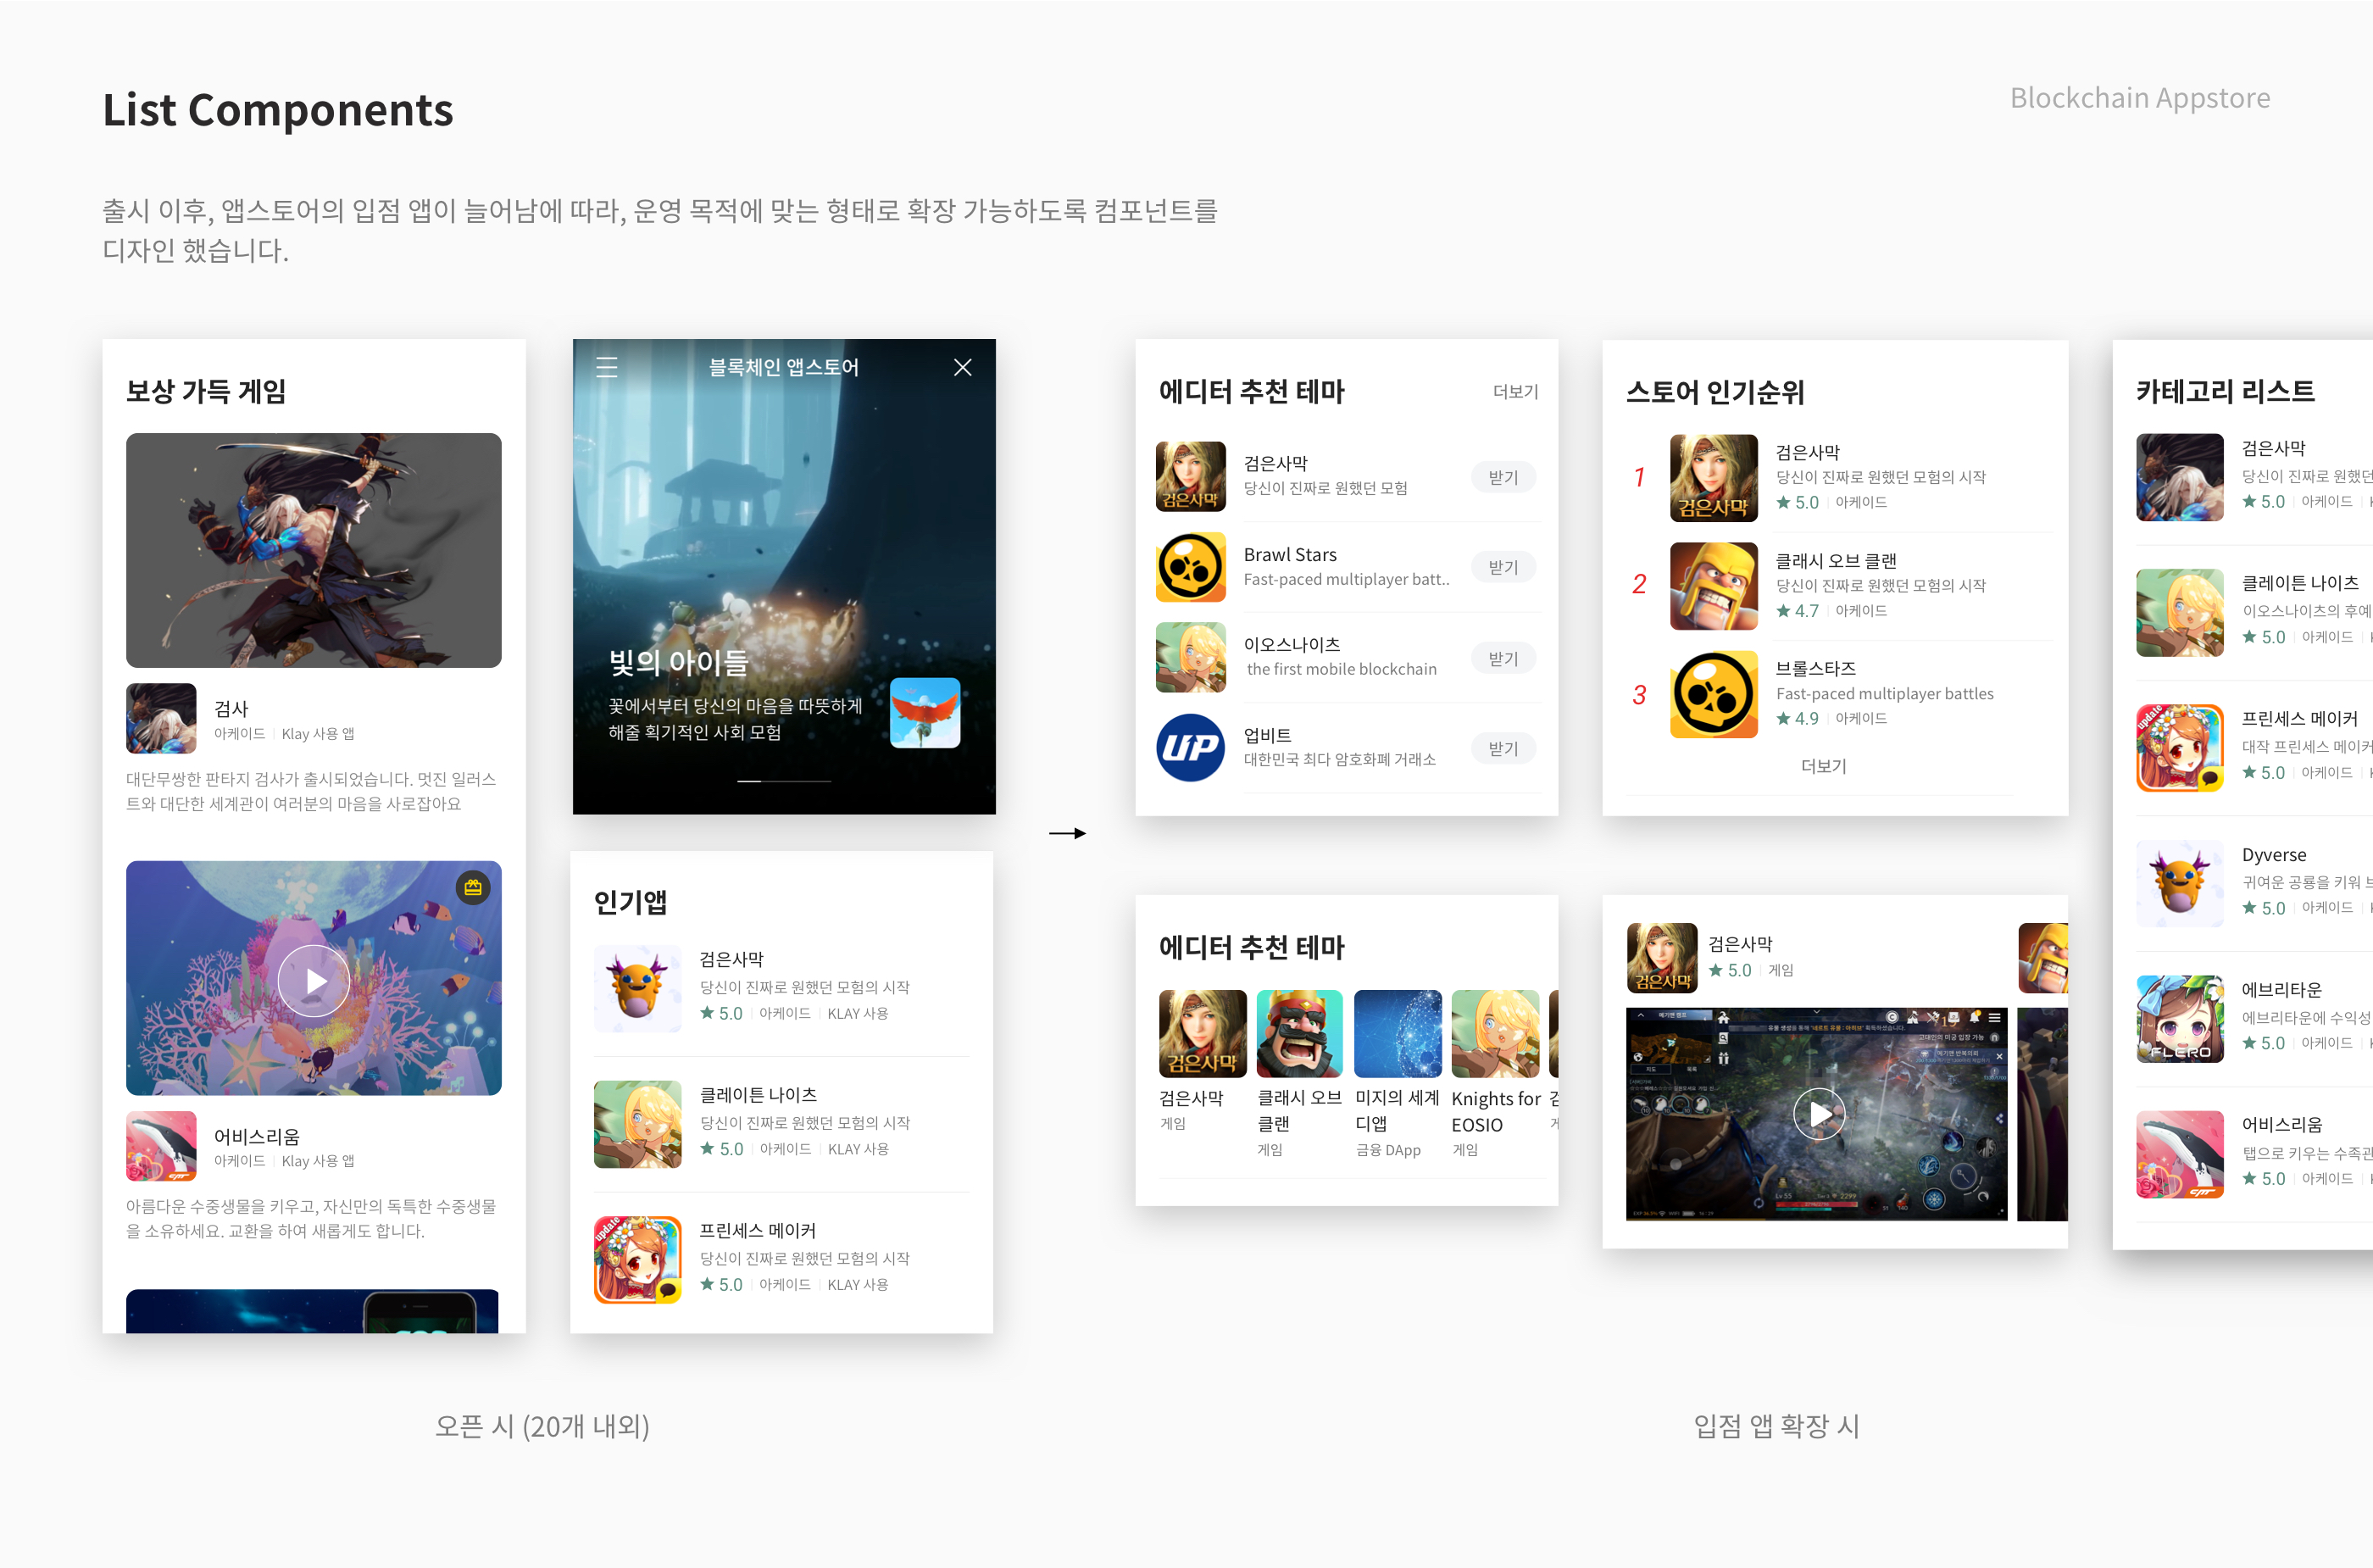 List Components
Blockchain Appstore
출시 이후, 앱스토어의 입점 앱이 늘어남에 따라, 운영 목적에 맞는 형태로 확장 가능하도록 컴포넌트를
디자인 했습니다.
보상 가득 게임
검사
아케이드 | Klay 사용 앱
대단무쌍한 판타지 검사가 출시되었습니다. 멋진 일러스
트와 대단한 세계관이 여러분의 마음을 사로잡아요
어비스리움
아케이드 | Klay 사용 앱
아름다운 수중생물을 키우고, 자신만의 독특한 수중생물
을 소유하세요. 교환을 하여 새롭게도 합니다.
블록체인 앱스토어
빛의 아이들
꽃에서부터 당신의 마음을 따뜻하게
해줄 획기적인 사회 모험
인기앱
검은사막
당신이 진짜로 원했던 모험의 시작
★ 5.0 | 아케이드 | KLAY 사용
클레이튼 나이츠
당신이 진짜로 원했던 모험의 시작
★ 5.0 | 아케이드 | KLAY 사용
update
프린세스 메이커
당신이 진짜로 원했던 모험의 시작
★ 5.0 | 아케이드 | KLAY 사용
에디터 추천 테마
더보기
검은사막
검은사막
당신이 진짜로 원했던 모험
받기
Brawl Stars
Fast-paced multiplayer batt..
받기
이오스나이츠
the first mobile blockchain
받기
UP
업비트
대한민국 최다 암호화폐 거래소
받기
스토어 인기순위
1
검은사막
검은사막
당신이 진짜로 원했던 모험의 시작
★ 5.0 | 아케이드
2
클래시 오브 클랜
당신이 진짜로 원했던 모험의 시작
★ 4.7 | 아케이드
3
브롤스타즈
Fast-paced multiplayer battles
★ 4.9 | 아케이드
더보기
에디터 추천 테마
검은사막
검은사막
게임
클래시 오브
클랜
게임
미지의 세계
디앱
금융 DApp
Knights for
EOSIO
게임
검은사막
검은사막
★ 5.0 | 게임
Lv 55
2299
카테고리 리스트
검은사막
당신이 진짜로 원했던
★ 5.0 | 아케이드
클레이튼 나이츠
이오스나이츠의 후예
★ 5.0 | 아케이드
update
프린세스 메이커
대작 프린세스 메이커
★ 5.0 | 아케이드
Dyverse
귀여운 공룡을 키워
★ 5.0 | 아케이드
FLERO
에브리타운
에브리타운에 수익성
★ 5.0 | 아케이드
어비스리움
탭으로 키우는 수족관
★ 5.0 | 아케이드
오픈 시 (20개 내외)
입점 앱 확장 시